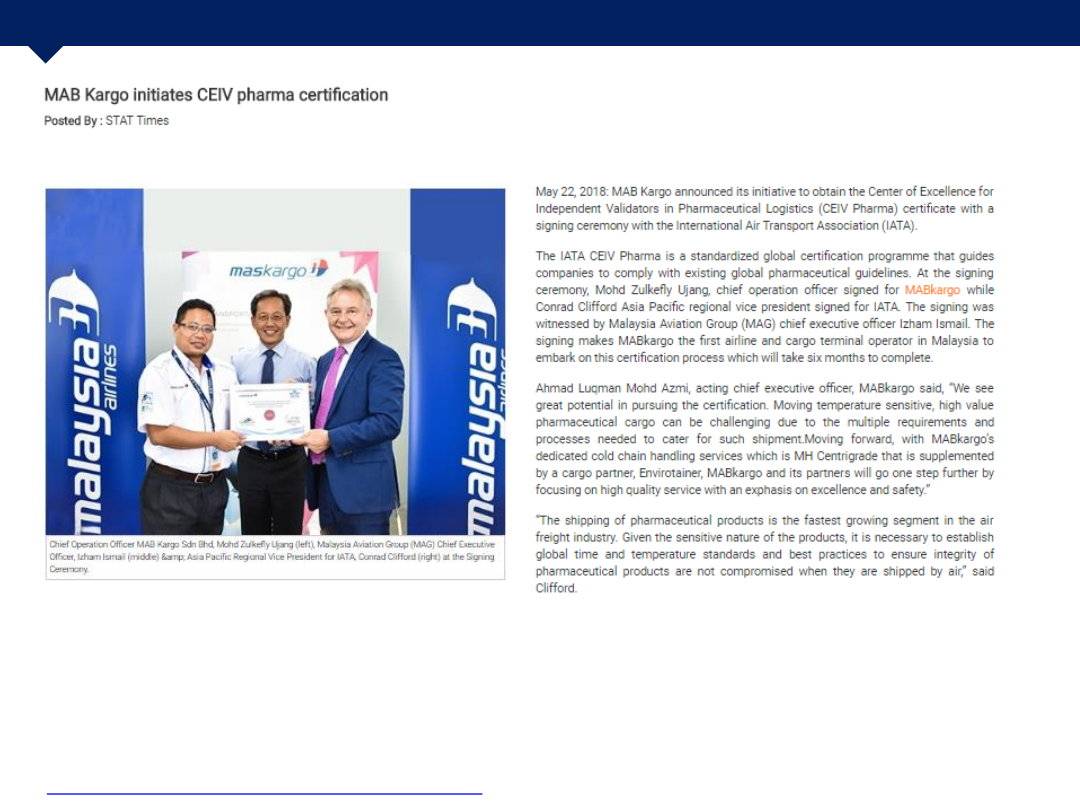 MAB Kargo initiates CEIV pharma certification
Posted By : STAT Times
maskargo
malaysia
airlines
malaysia
airlines
Chief Operation Officer MAB Kargo Sdn Bhd, Mohd Zulkefly Ujang (left), Malaysia Aviation Group (MAG) Chief Executive
Officer, Izham Ismail (middle) &amp; Asia Pacific Regional Vice President for IATA, Conrad Clifford (right) at the Signing
Ceremony.
May 22, 2018: MAB Kargo announced its initiative to obtain the Center of Excellence for
Independent Validators in Pharmaceutical Logistics (CEIV Pharma) certificate with a
signing ceremony with the International Air Transport Association (IATA).
The IATA CEIV Pharma is a standardized global certification programme that guides
companies to comply with existing global pharmaceutical guidelines. At the signing
ceremony, Mohd Zulkefly Ujang, chief operation officer signed for MABkargo while
Conrad Clifford Asia Pacific regional vice president signed for IATA. The signing was
witnessed by Malaysia Aviation Group (MAG) chief executive officer Izham Ismail. The
signing makes MABkargo the first airline and cargo terminal operator in Malaysia to
embark on this certification process which will take six months to complete.
Ahmad Luqman Mohd Azmi, acting chief executive officer, MABkargo said, “We see
great potential in pursuing the certification. Moving temperature sensitive, high value
pharmaceutical cargo can be challenging due to the multiple requirements and
processes needed to cater for such shipment.Moving forward, with MABkargo’s
dedicated cold chain handling services which is MH Centrigrade that is supplemented
by a cargo partner, Envirotainer, MABkargo and its partners will go one step further by
focusing on high quality service with an exphasis on excellence and safety.”
“The shipping of pharmaceutical products is the fastest growing segment in the air
freight industry. Given the sensitive nature of the products, it is necessary to establish
global time and temperature standards and best practices to ensure integrity of
pharmaceutical products are not compromised when they are shipped by air,” said
Clifford.